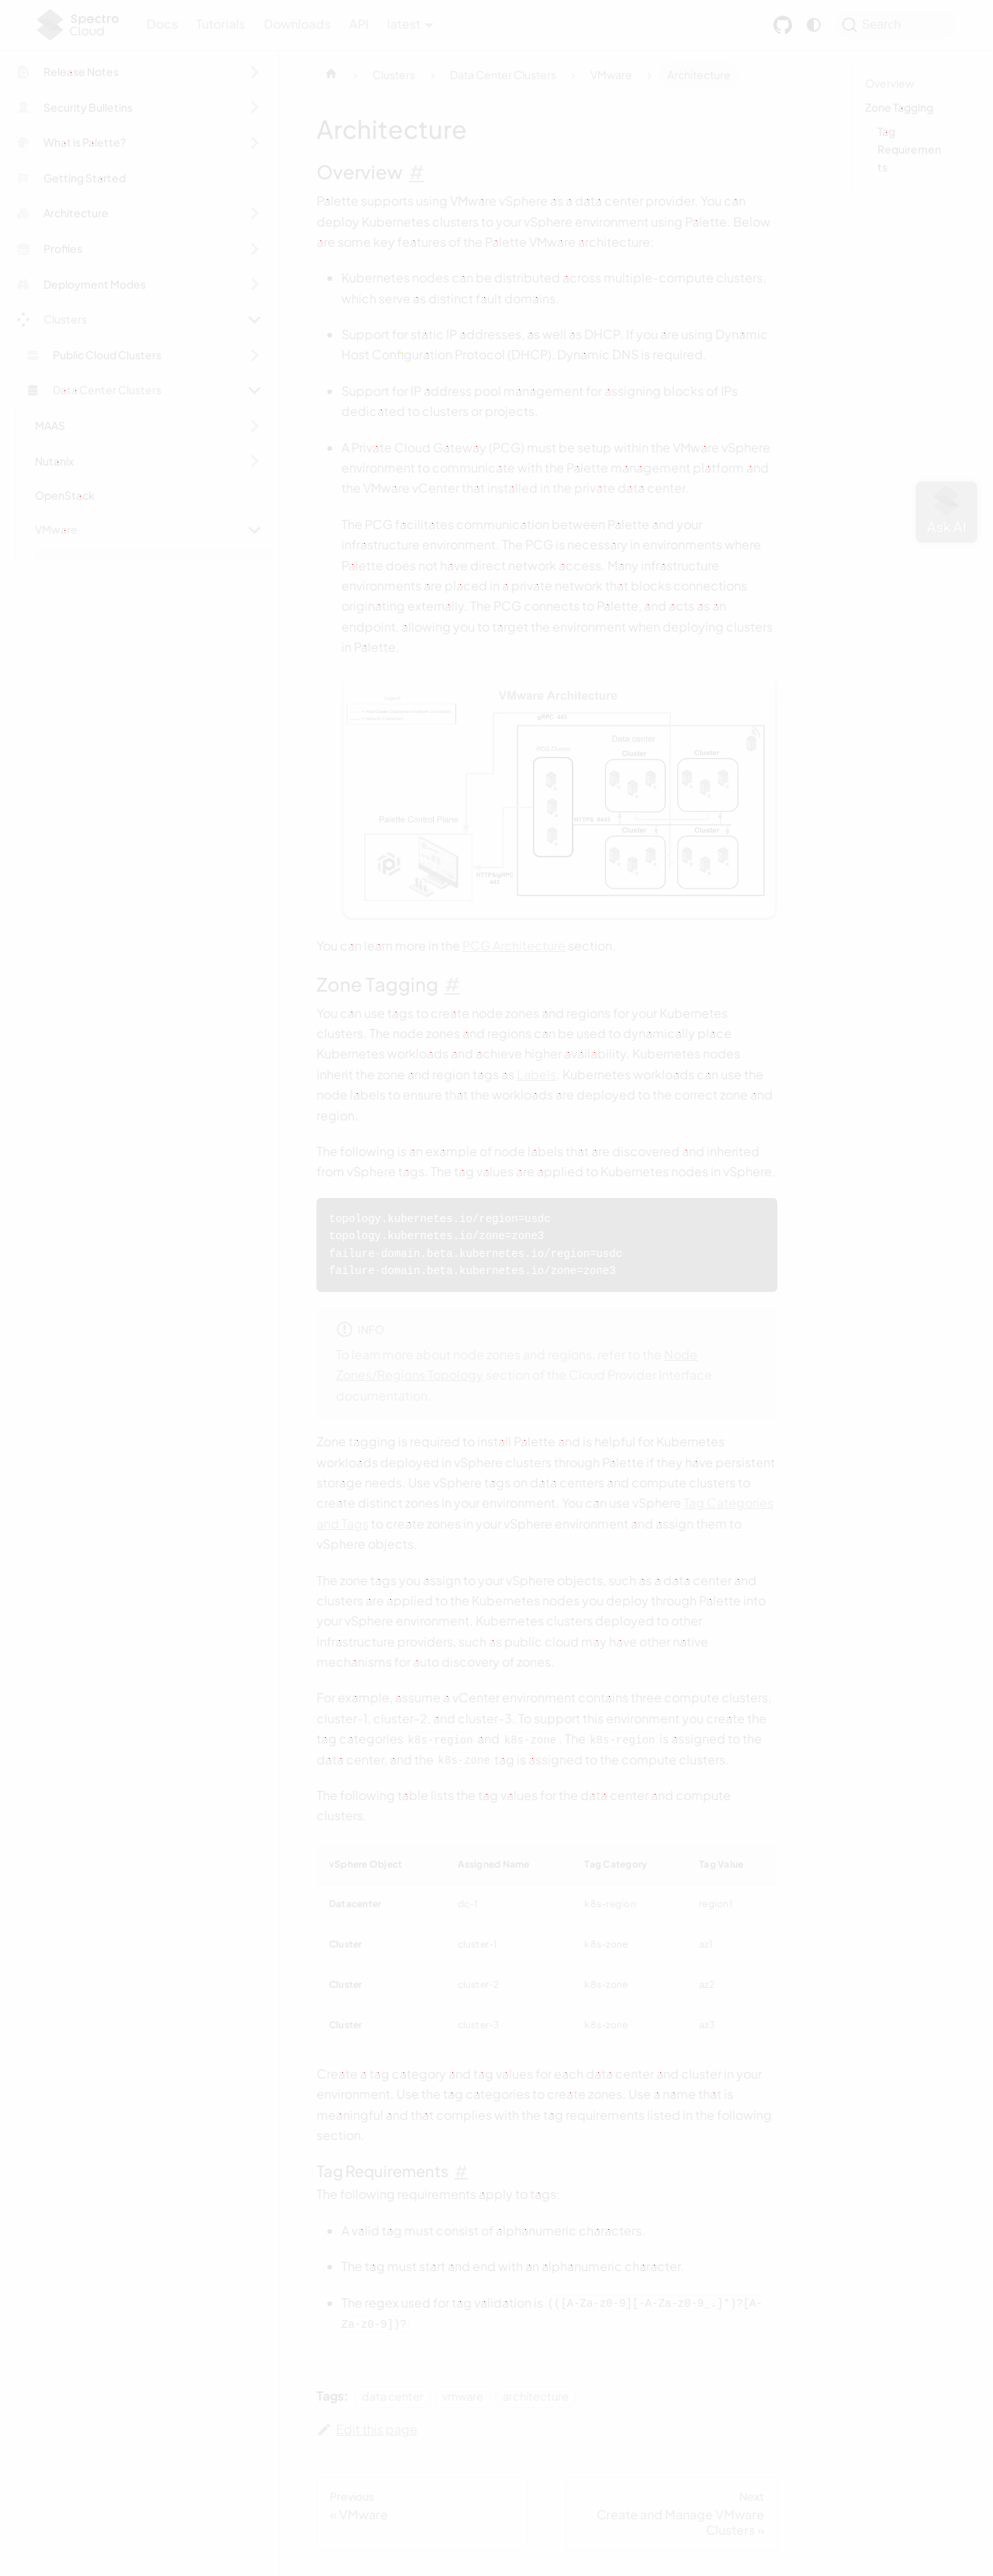 Spectro
Cloud
Docs
Tutorials
Downloads
API
latest
Search
Release Notes
Security Bulletins
What is Palette?
Getting Started
Architecture
Profiles
Deployment Modes
Clusters
Public Cloud Clusters
Data Center Clusters
MAAS
Nutanix
OpenStack
VMware
Clusters
Data Center Clusters
VMware
Architecture
Overview
Zone Tagging
Tag
Requiremen
ts
Architecture
Overview #
Palette supports using VMware vSphere as a data center provider. You can
deploy Kubernetes clusters to your vSphere environment using Palette. Below
are some key features of the Palette VMware architecture:
Kubernetes nodes can be distributed across multiple-compute clusters,
which serve as distinct fault domains.
Support for static IP addresses, as well as DHCP. If you are using Dynamic
Host Configuration Protocol (DHCP), Dynamic DNS is required.
Support for IP address pool management for assigning blocks of IPs
dedicated to clusters or projects.
A Private Cloud Gateway (PCG) must be setup within the VMware vSphere
environment to communicate with the Palette management platform and
the VMware vCenter that installed in the private data center.
The PCG facilitates communication between Palette and your
infrastructure environment. The PCG is necessary in environments where
Palette does not have direct network access. Many infrastructure
environments are placed in a private network that blocks connections
originating externally. The PCG connects to Palette, and acts as an
endpoint, allowing you to target the environment when deploying clusters
in Palette.
VMware Architecture
gRPC 443
Data center
PCG Cluster
Cluster
Cluster
Palette Control Plane
HTTPS 6443
Cluster
Cluster
HTTPS/gRPC
443
Ask AI
You can learn more in the PCG Architecture section.
Zone Tagging #
You can use tags to create node zones and regions for your Kubernetes
clusters. The node zones and regions can be used to dynamically place
Kubernetes workloads and achieve higher availability. Kubernetes nodes
inherit the zone and region tags as Labels. Kubernetes workloads can use the
node labels to ensure that the workloads are deployed to the correct zone and
region.
The following is an example of node labels that are discovered and inherited
from vSphere tags. The tag values are applied to Kubernetes nodes in vSphere.
topology.kubernetes.io/region=usdc
topology.kubernetes.io/zone=zone3
failure-domain.beta.kubernetes.io/region=usdc
failure-domain.beta.kubernetes.io/zone=zone3
INFO
To learn more about node zones and regions, refer to the Node
Zones/Regions Topology section of the Cloud Provider Interface
documentation.
Zone tagging is required to install Palette and is helpful for Kubernetes
workloads deployed in vSphere clusters through Palette if they have persistent
storage needs. Use vSphere tags on data centers and compute clusters to
create distinct zones in your environment. You can use vSphere Tag Categories
and Tags to create zones in your vSphere environment and assign them to
vSphere objects.
The zone tags you assign to your vSphere objects, such as a data center and
clusters are applied to the Kubernetes nodes you deploy through Palette into
your vSphere environment. Kubernetes clusters deployed to other
infrastructure providers, such as public cloud may have other native
mechanisms for auto discovery of zones.
For example, assume a vCenter environment contains three compute clusters,
cluster-1, cluster-2, and cluster-3. To support this environment you create the
tag categories k8s-region and k8s-zone. The k8s-region is assigned to the
data center, and the k8s-zone tag is assigned to the compute clusters.
The following table lists the tag values for the data center and compute
clusters.
vSphere Object Assigned Name Tag Category Tag Value
Datacenter dc-1 k8s-region region1
Cluster cluster-1 k8s-zone az1
Cluster cluster-2 k8s-zone az2
Cluster cluster-3 k8s-zone az3
Create a tag category and tag values for each data center and cluster in your
environment. Use the tag categories to create zones. Use a name that is
meaningful and that complies with the tag requirements listed in the following
section.
Tag Requirements #
The following requirements apply to tags:
A valid tag must consist of alphanumeric characters.
The tag must start and end with an alphanumeric character.
The regex used for tag validation is (([A-Za-z0-9][-A-Za-z0-9_.]*)?[A-
Za-z0-9])?
Tags: data center vmware architecture
Edit this page
Previous
« VMware
Next
Create and Manage VMware
Clusters »